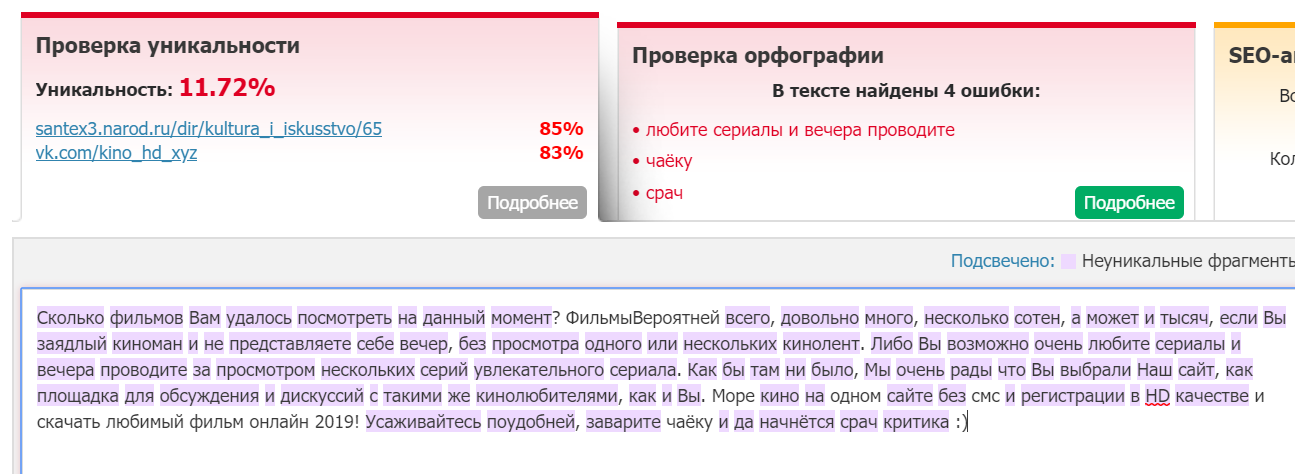 Проверка уникальности
Уникальность: 11.72%
santex3.narod.ru/dir/kultura_i_iskusstvo/65 85%
vk.com/kino_hd_xyz 83%
Подробнее
Проверка орфографии
В тексте найдены 4 ошибки:
• любите сериалы и вечера проводите
• чаёку
• срач
Подробнее
SEO-а
Вс
Кол
Подсвечено: Неуникальные фрагменты
Сколько фильмов Вам удалось посмотреть на данный момент? ФильмыВероятней всего, довольно много, несколько сотен, а может и тысяч, если Вы
заядлый киноман и не представляете себе вечер, без просмотра одного или нескольких кинолент. Либо Вы возможно очень любите сериалы и
вечера проводите за просмотром нескольких серий увлекательного сериала. Как бы там ни было, Мы очень рады что Вы выбрали Наш сайт, как
площадка для обсуждения и дискуссий с такими же кинолюбителями, как и Вы. Море кино на одном сайте без смс и регистрации в HD качестве и
скачать любимый фильм онлайн 2019! Усаживайтесь поудобней, заварите чаёку и да начнётся срач критика :)